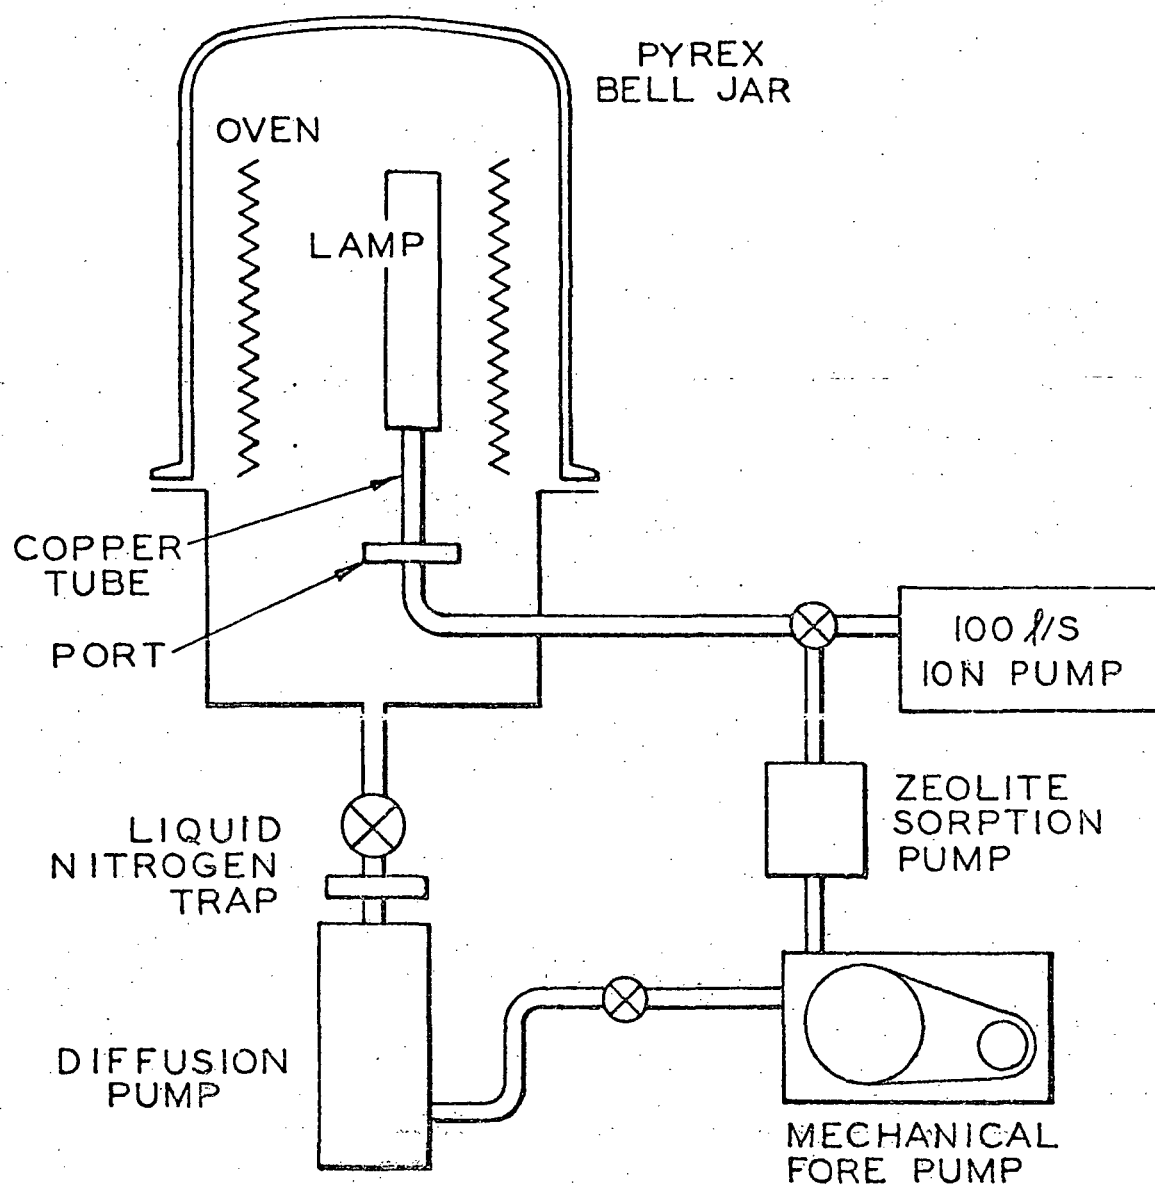 PYREX
BELL JAR
OVEN
LAMP
COPPER
TUBE
PORT
100 ℓ/S
ION PUMP
ZEOLITE
SORPTION
PUMP
LIQUID
NITROGEN
TRAP
DIFFUSION
PUMP
MECHANICAL
FORE PUMP